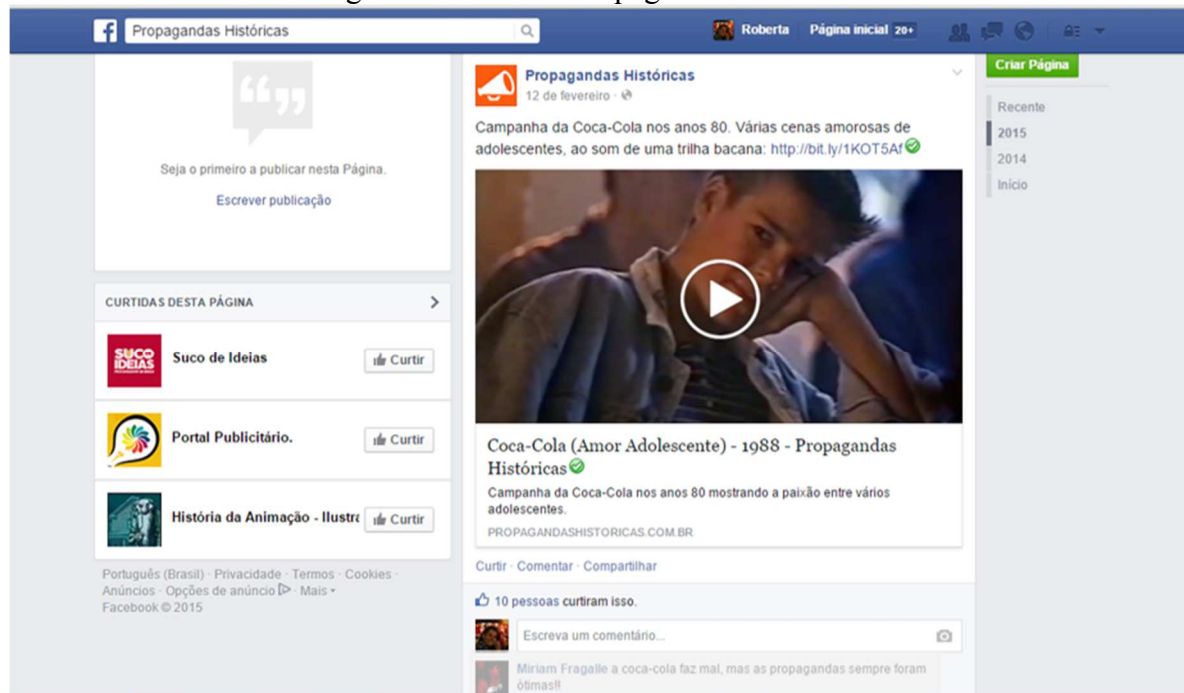 Propagandas Históricas
Roberta Página inicial 20+
Seja o primeiro a publicar nesta Página.
Escrever publicação
CURTIDAS DESTA PÁGINA
SUCO IDEIAS
Suco de Ideias
Curtir
Portal Publicitário.
Curtir
História da Animação - Ilustra
Curtir
Português (Brasil) · Privacidade · Termos · Cookies ·
Anúncios · Opções de anúncio · Mais
Facebook © 2015
Propagandas Históricas
12 de fevereiro ·
Campanha da Coca-Cola nos anos 80. Várias cenas amorosas de
adolescentes, ao som de uma trilha bacana: http://bit.ly/1KOT5Af
Coca-Cola (Amor Adolescente) - 1988 - Propagandas
Históricas
Campanha da Coca-Cola nos anos 80 mostrando a paixão entre vários
adolescentes.
PROPAGANDASHISTORICAS.COM.BR
Curtir · Comentar · Compartilhar
10 pessoas curtiram isso.
Escreva um comentário...
Miriam Fragalle a coca-cola faz mal, mas as propagandas sempre foram
ótimas!!
Criar Página
Recente
2015
2014
Início